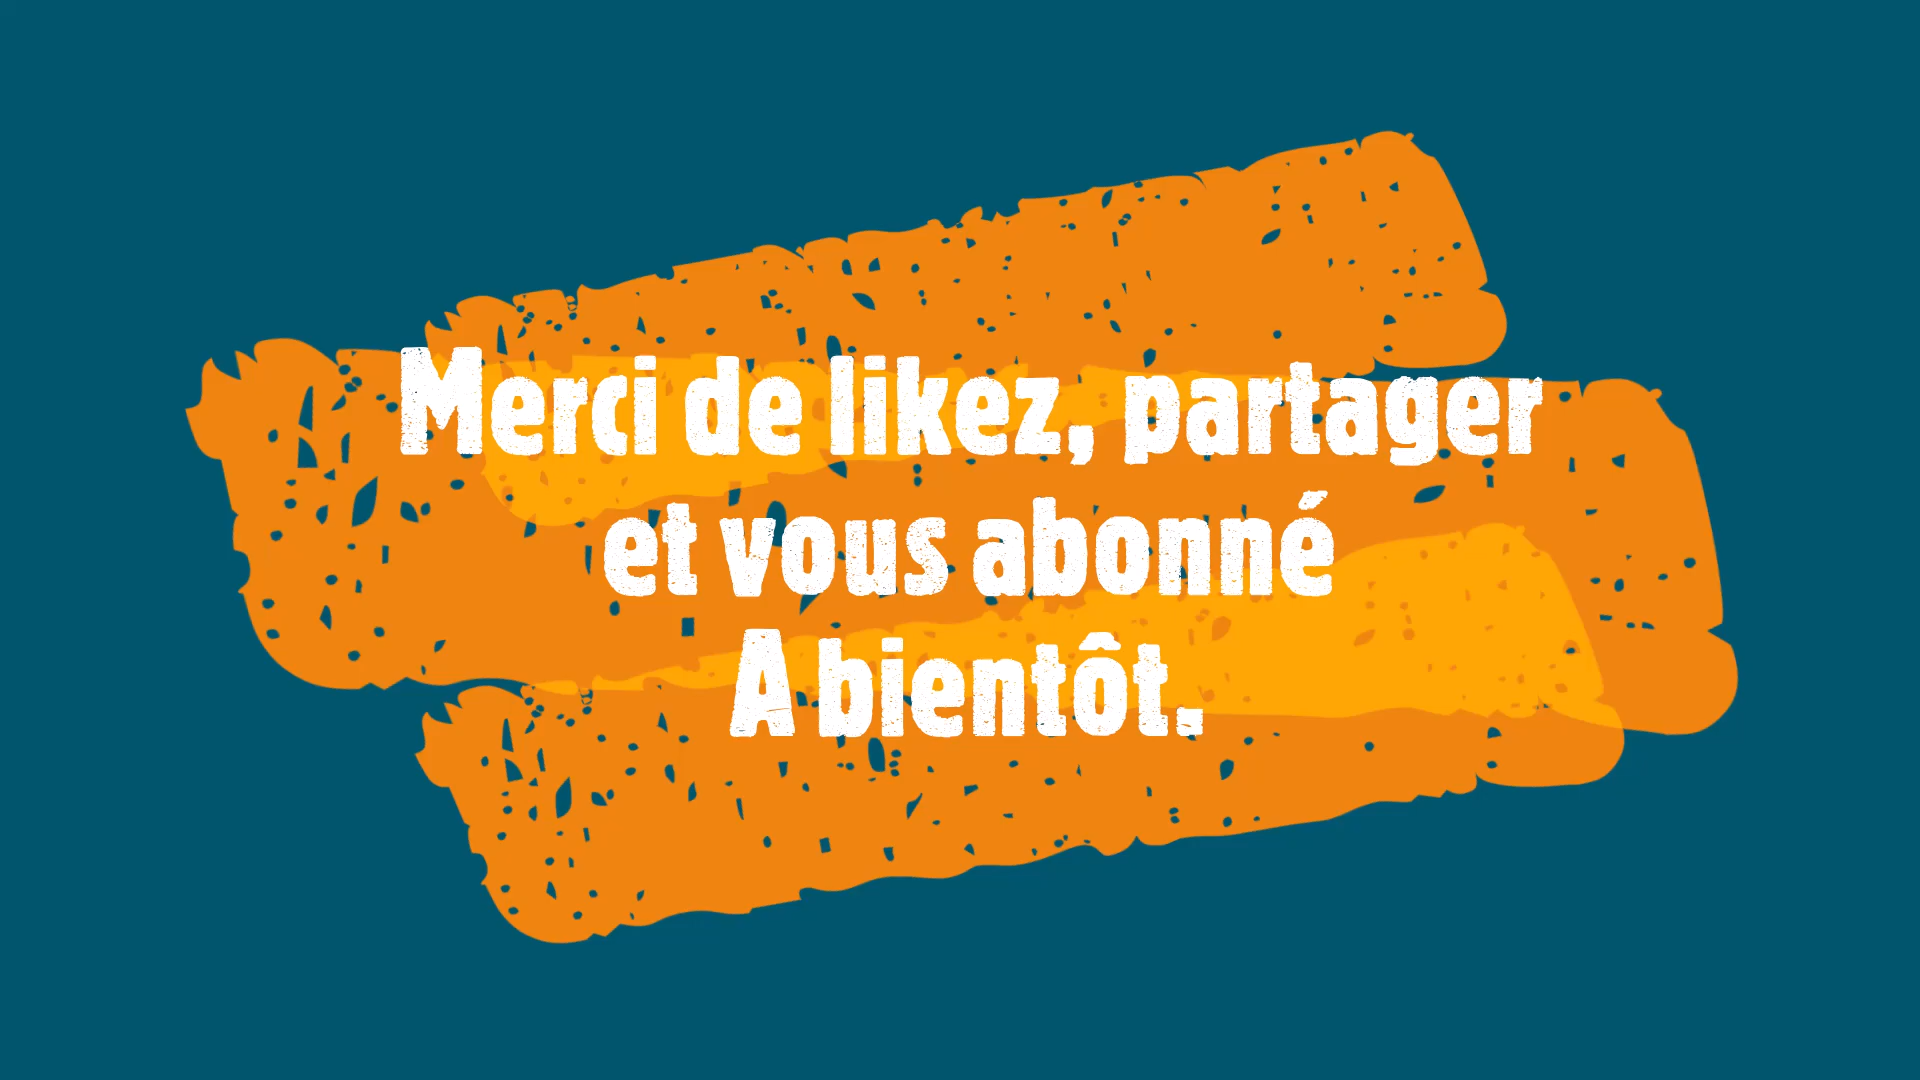 Merci de likez, partager
et vous abonné
A bientôt.